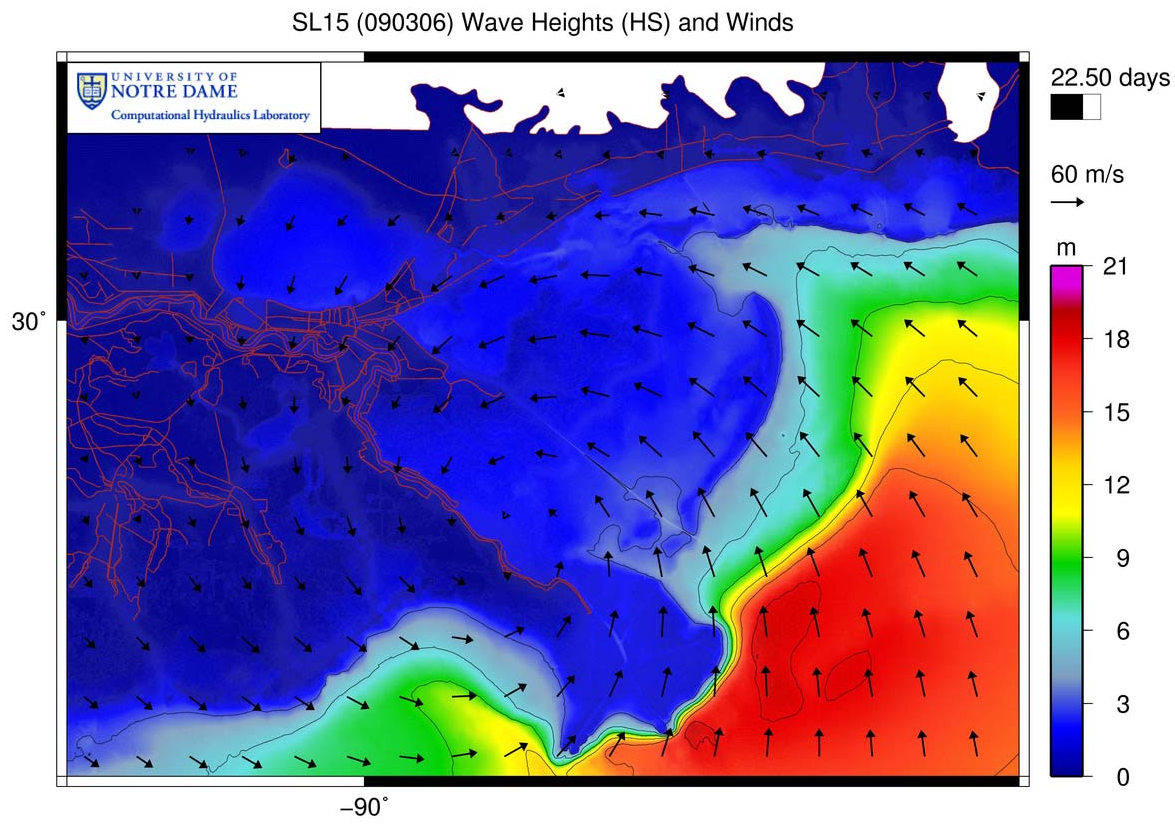 SL15 (090306) Wave Heights (HS) and Winds
UNIVERSITY OF
NOTRE DAME
Computational Hydraulics Laboratory
22.50 days
60 m/s
m
21
18
15
12
9
6
3
0
30˚
−90˚